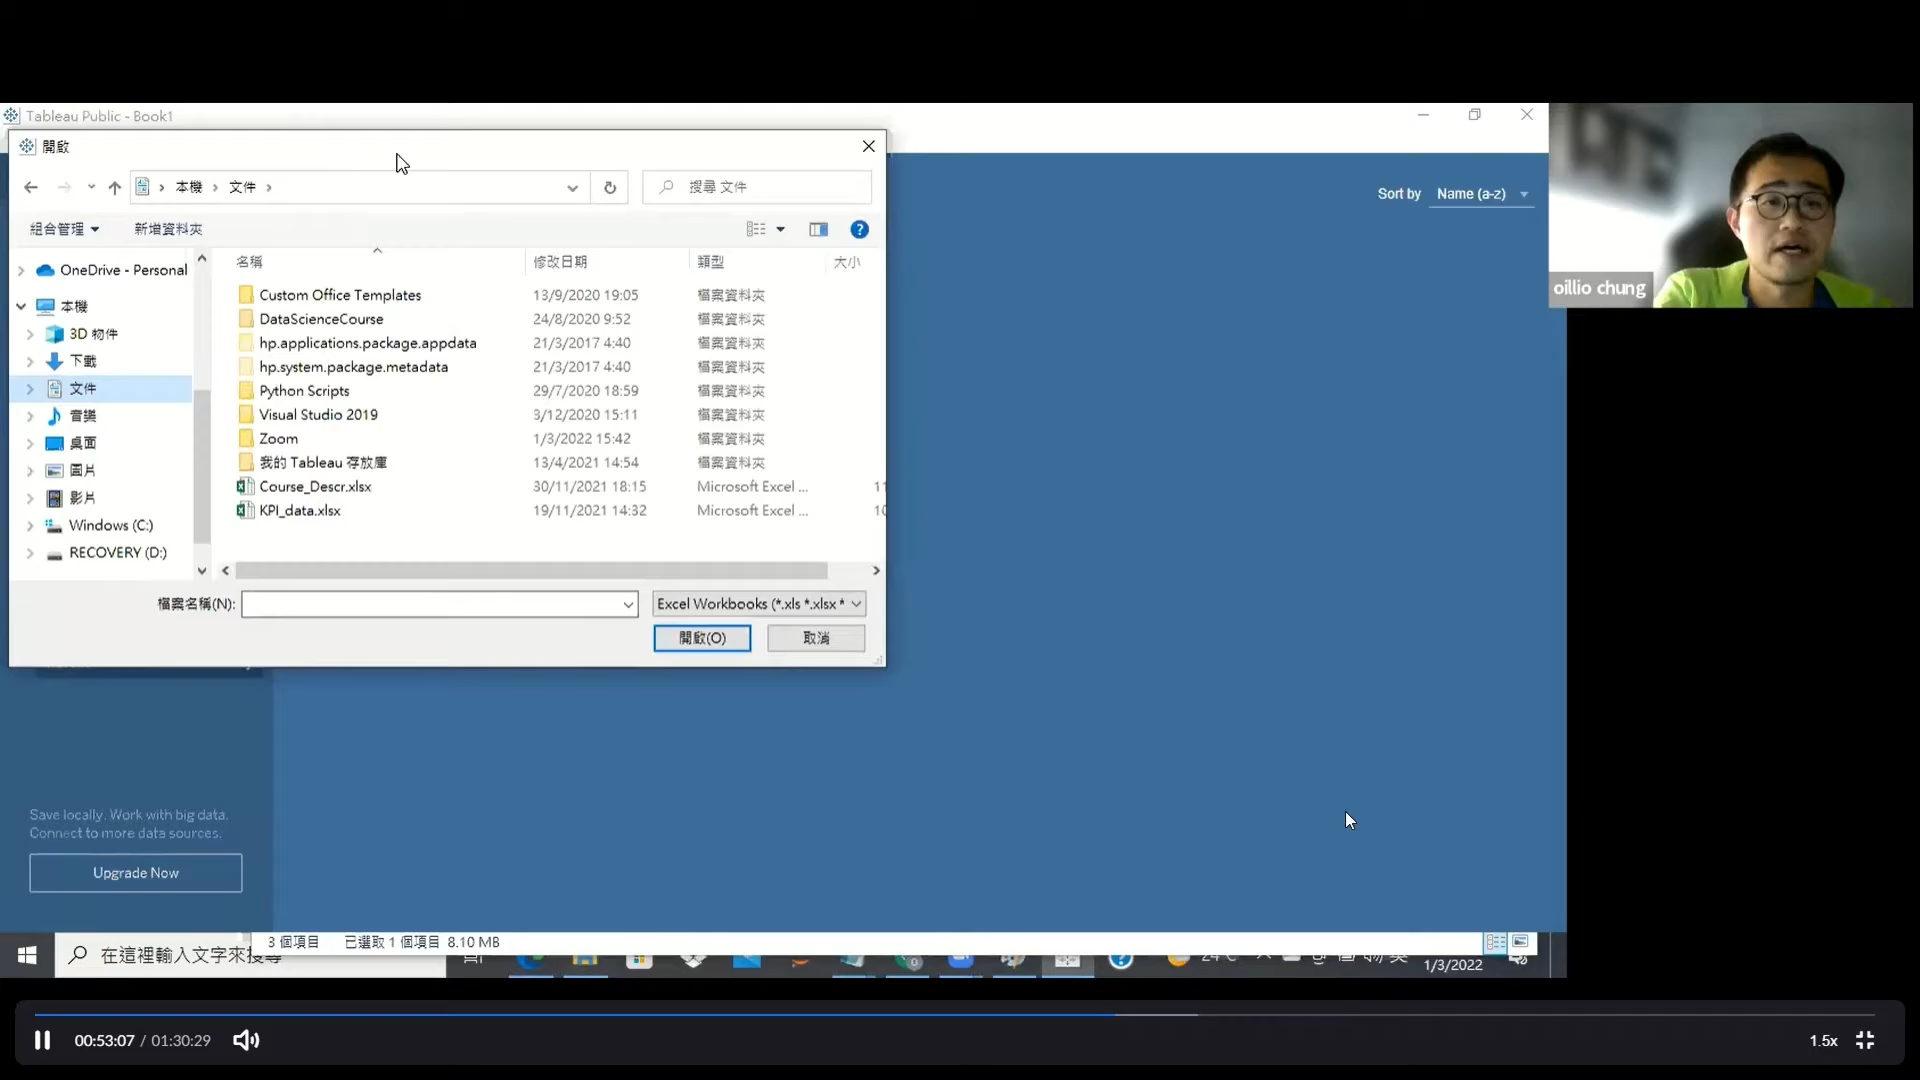 Tableau Public - Book1
開啟
本機 › 文件 ›
搜尋 文件
組合管理
新增資料夾
Sort by Name (a-z)
OneDrive - Personal
本機
3D 物件
下載
文件
音樂
桌面
圖片
影片
Windows (C:)
RECOVERY (D:)
名稱 修改日期 類型 大小
Custom Office Templates 13/9/2020 19:05 檔案資料夾
DataScienceCourse 24/8/2020 9:52 檔案資料夾
hp.applications.package.appdata 21/3/2017 4:40 檔案資料夾
hp.system.package.metadata 21/3/2017 4:40 檔案資料夾
Python Scripts 29/7/2020 18:59 檔案資料夾
Visual Studio 2019 3/12/2020 15:11 檔案資料夾
Zoom 1/3/2022 15:42 檔案資料夾
我的 Tableau 存放庫 13/4/2021 14:54 檔案資料夾
Course_Descr.xlsx 30/11/2021 18:15 Microsoft Excel ... 11
KPI_data.xlsx 19/11/2021 14:32 Microsoft Excel ... 10
檔案名稱(N):
Excel Workbooks (*.xls *.xlsx *
開啟(O)
取消
oillio chung
Save locally. Work with big data.
Connect to more data sources.
Upgrade Now
3 個項目 已選取 1 個項目 8.10 MB
在這裡輸入文字來搜尋
24°C
1/3/2022
00:53:07 / 01:30:29
1.5x